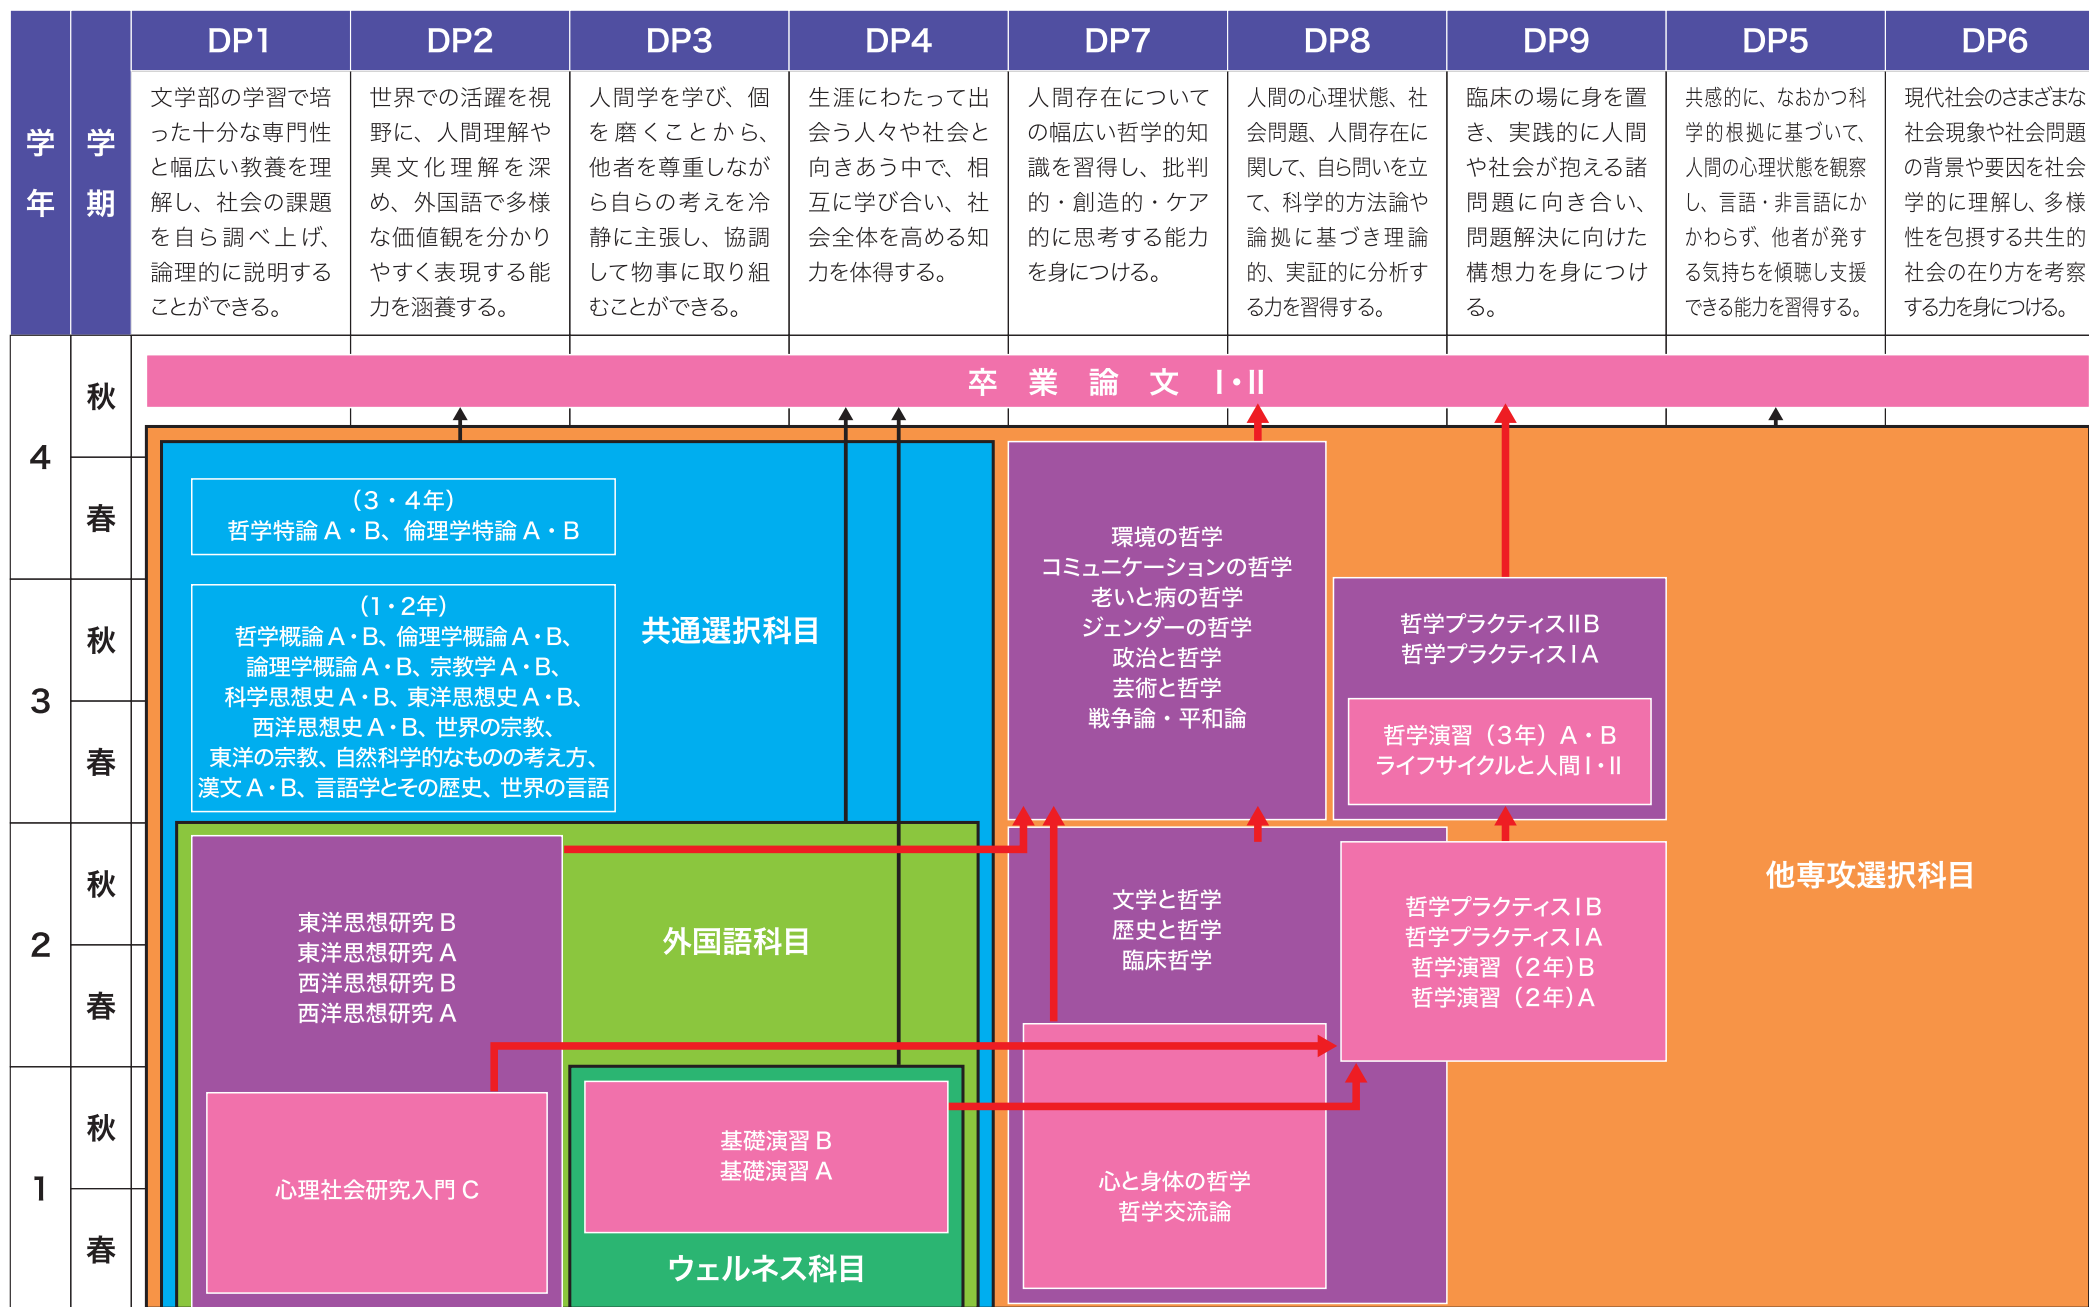 学年
学期
DP1
DP2
DP3
DP4
DP7
DP8
DP9
DP5
DP6
文学部の学習で培
った十分な専門性
と幅広い教養を理
解し、社会の課題
を自ら調べ上げ、
論理的に説明する
ことができる。
世界での活躍を視
野に、人間理解や
異文化理解を深
め、外国語で多様
な価値観を分かり
やすく表現する能
力を涵養する。
人間学を学び、個
を磨くことから、
他者を尊重しなが
ら自らの考えを冷
静に主張し、協調
して物事に取り組
むことができる。
生涯にわたって出
会う人々や社会と
向きあう中で、相
互に学び合い、社
会全体を高める知
力を体得する。
人間存在について
の幅広い哲学的知
識を習得し、批判
的・創造的・ケア
的に思考する能力
を身につける。
人間の心理状態、社
会問題、人間存在に
関して、自ら問いを立
て、科学的方法論や
論拠に基づき理論
的、実証的に分析す
る力を習得する。
臨床の場に身を置
き、実践的に人間
や社会が抱える諸
問題に向き合い、
問題解決に向けた
構想力を身につけ
る。
共感的に、なおかつ科
学的根拠に基づいて、
人間の心理状態を観察
し、言語・非言語にか
かわらず、他者が発す
る気持ちを傾聴し支援
できる能力を習得する。
現代社会のさまざまな
社会現象や社会問題
の背景や要因を社会
学的に理解し、多様
性を包摂する共生的
社会の在り方を考察
する力を身につける。
4
秋
春
3
秋
春
2
秋
春
1
秋
春
卒業論文 I・II
(3・4年)
哲学特論 A・B、倫理学特論 A・B
(1・2年)
哲学概論 A・B、倫理学概論 A・B、
論理学概論 A・B、宗教学 A・B、
科学思想史 A・B、東洋思想史 A・B、
西洋思想史 A・B、世界の宗教、
東洋の宗教、自然科学的なものの考え方、
漢文 A・B、言語学とその歴史、世界の言語
共通選択科目
環境の哲学
コミュニケーションの哲学
老いと病の哲学
ジェンダーの哲学
政治と哲学
芸術と哲学
戦争論・平和論
哲学プラクティスII B
哲学プラクティスI A
哲学演習（3年）A・B
ライフサイクルと人間I・II
他専攻選択科目
東洋思想研究 B
東洋思想研究 A
西洋思想研究 B
西洋思想研究 A
外国語科目
文学と哲学
歴史と哲学
臨床哲学
哲学プラクティスI B
哲学プラクティスI A
哲学演習（2年）B
哲学演習（2年）A
心理社会研究入門 C
基礎演習 B
基礎演習 A
ウェルネス科目
心と身体の哲学
哲学交流論